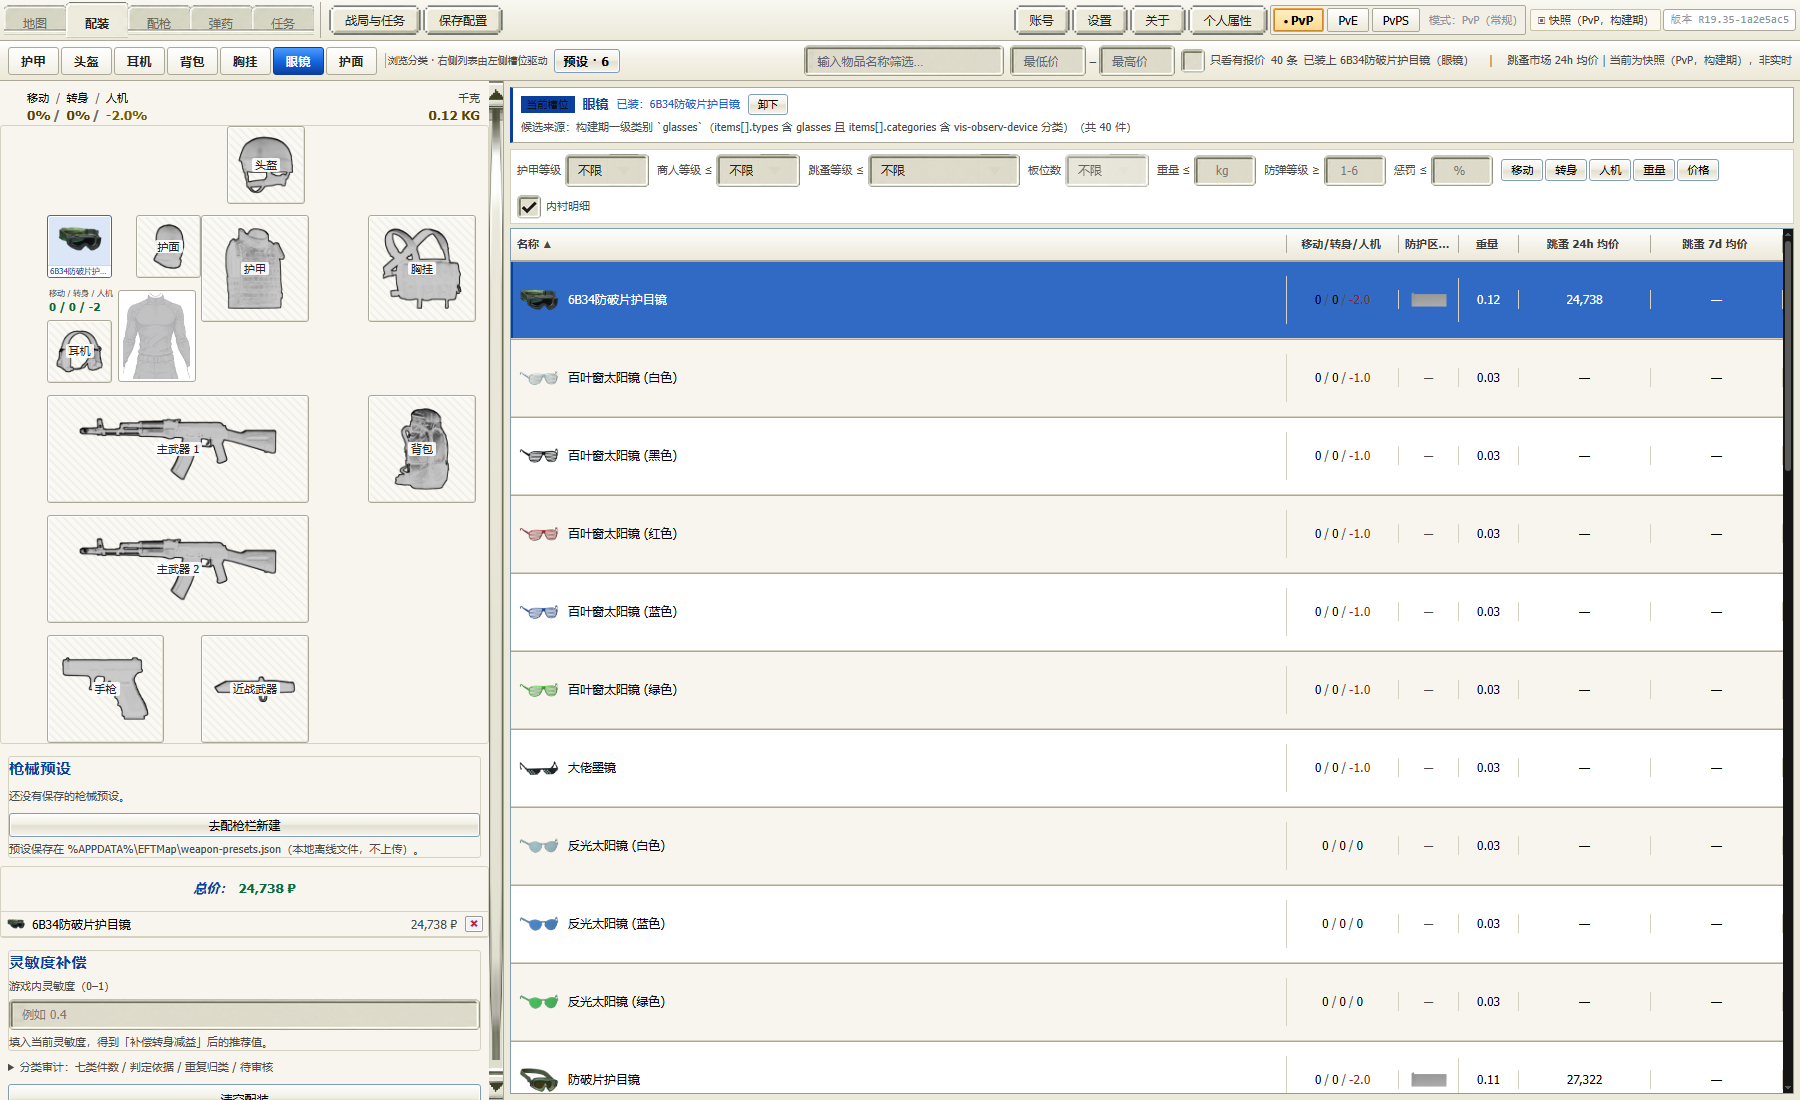 地图 配装 配枪 弹药 任务 战局与任务 保存配置 账号 设置 关于 个人属性 • PvP PvE PvPS 模式：PvP（常规） 快照（PvP，构建期） 版本 R19.35-1a2e5ac5
护甲 头盔 耳机 背包 胸挂 眼镜 护面 浏览分类 · 右侧列表由左侧槽位驱动 预设 · 6 输入物品名称筛选... 最低价 – 最高价 只看有报价 40 条 已装上 6B34防破片护目镜（眼镜） | 跳蚤市场 24h 均价 | 当前为快照（PvP，构建期），非实时
移动 / 转身 / 人机 千克
0% / 0% / -2.0% 0.12 KG
头盔
6B34防破片护...
护面
护甲
胸挂
移动 / 转身 / 人机
0 / 0 / -2
耳机
主武器 1
背包
主武器 2
手枪
近战武器
枪械预设
还没有保存的枪械预设。
去配枪栏新建
预设保存在 %APPDATA%\EFTMap\weapon-presets.json（本地离线文件，不上传）。
总价： 24,738 ₽
6B34防破片护目镜 24,738 ₽ ×
灵敏度补偿
游戏内灵敏度（0–1）
例如 0.4
填入当前灵敏度，得到「补偿转身减益」后的推荐值。
▶ 分类审计：七类件数 / 判定依据 / 重复归类 / 待审核
清空配装
当前槽位 眼镜 已装：6B34防破片护目镜 卸下
候选来源：构建期一级类别 `glasses`（items[].types 含 glasses 且 items[].categories 含 vis-observ-device 分类）（共 40 件）
护甲等级 不限 商人等级 ≤ 不限 跳蚤等级 ≤ 不限 板位数 不限 重量 ≤ kg 防弹等级 ≥ 1-6 惩罚 ≤ % 移动 转身 人机 重量 价格
内衬明细
名称 ▲ 移动/转身/人机 防护区... 重量 跳蚤 24h 均价 跳蚤 7d 均价
6B34防破片护目镜 0 / 0 / -2.0 0.12 24,738 —
百叶窗太阳镜 (白色) 0 / 0 / -1.0 — 0.03 — —
百叶窗太阳镜 (黑色) 0 / 0 / -1.0 — 0.03 — —
百叶窗太阳镜 (红色) 0 / 0 / -1.0 — 0.03 — —
百叶窗太阳镜 (蓝色) 0 / 0 / -1.0 — 0.03 — —
百叶窗太阳镜 (绿色) 0 / 0 / -1.0 — 0.03 — —
大佬墨镜 0 / 0 / -1.0 — 0.03 — —
反光太阳镜 (白色) 0 / 0 / 0 — 0.03 — —
反光太阳镜 (蓝色) 0 / 0 / 0 — 0.03 — —
反光太阳镜 (绿色) 0 / 0 / 0 — 0.03 — —
防破片护目镜 0 / 0 / -2.0 0.11 27,322 —